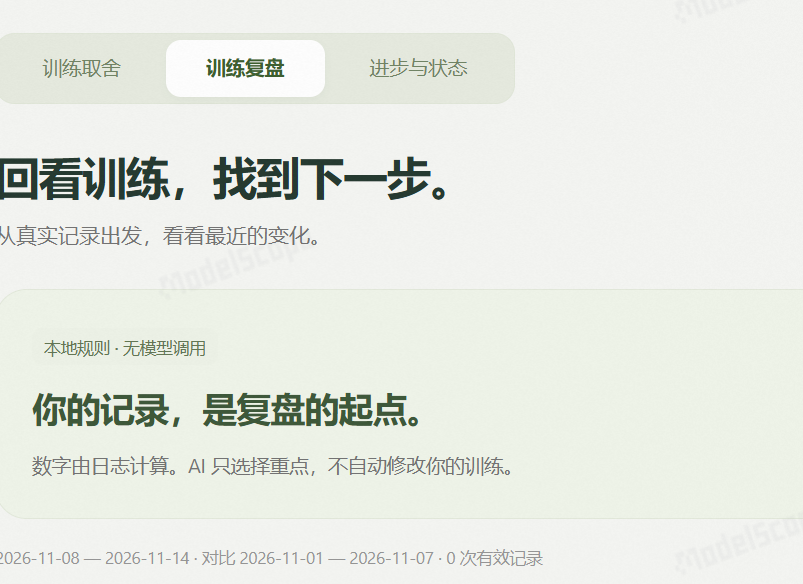 训练取舍 训练复盘 进步与状态
回看训练，找到下一步。
从真实记录出发，看看最近的变化。
本地规则 · 无模型调用
你的记录，是复盘的起点。
数字由日志计算。AI 只选择重点，不自动修改你的训练。
2026-11-08 — 2026-11-14 · 对比 2026-11-01 — 2026-11-07 · 0 次有效记录
ModelScope